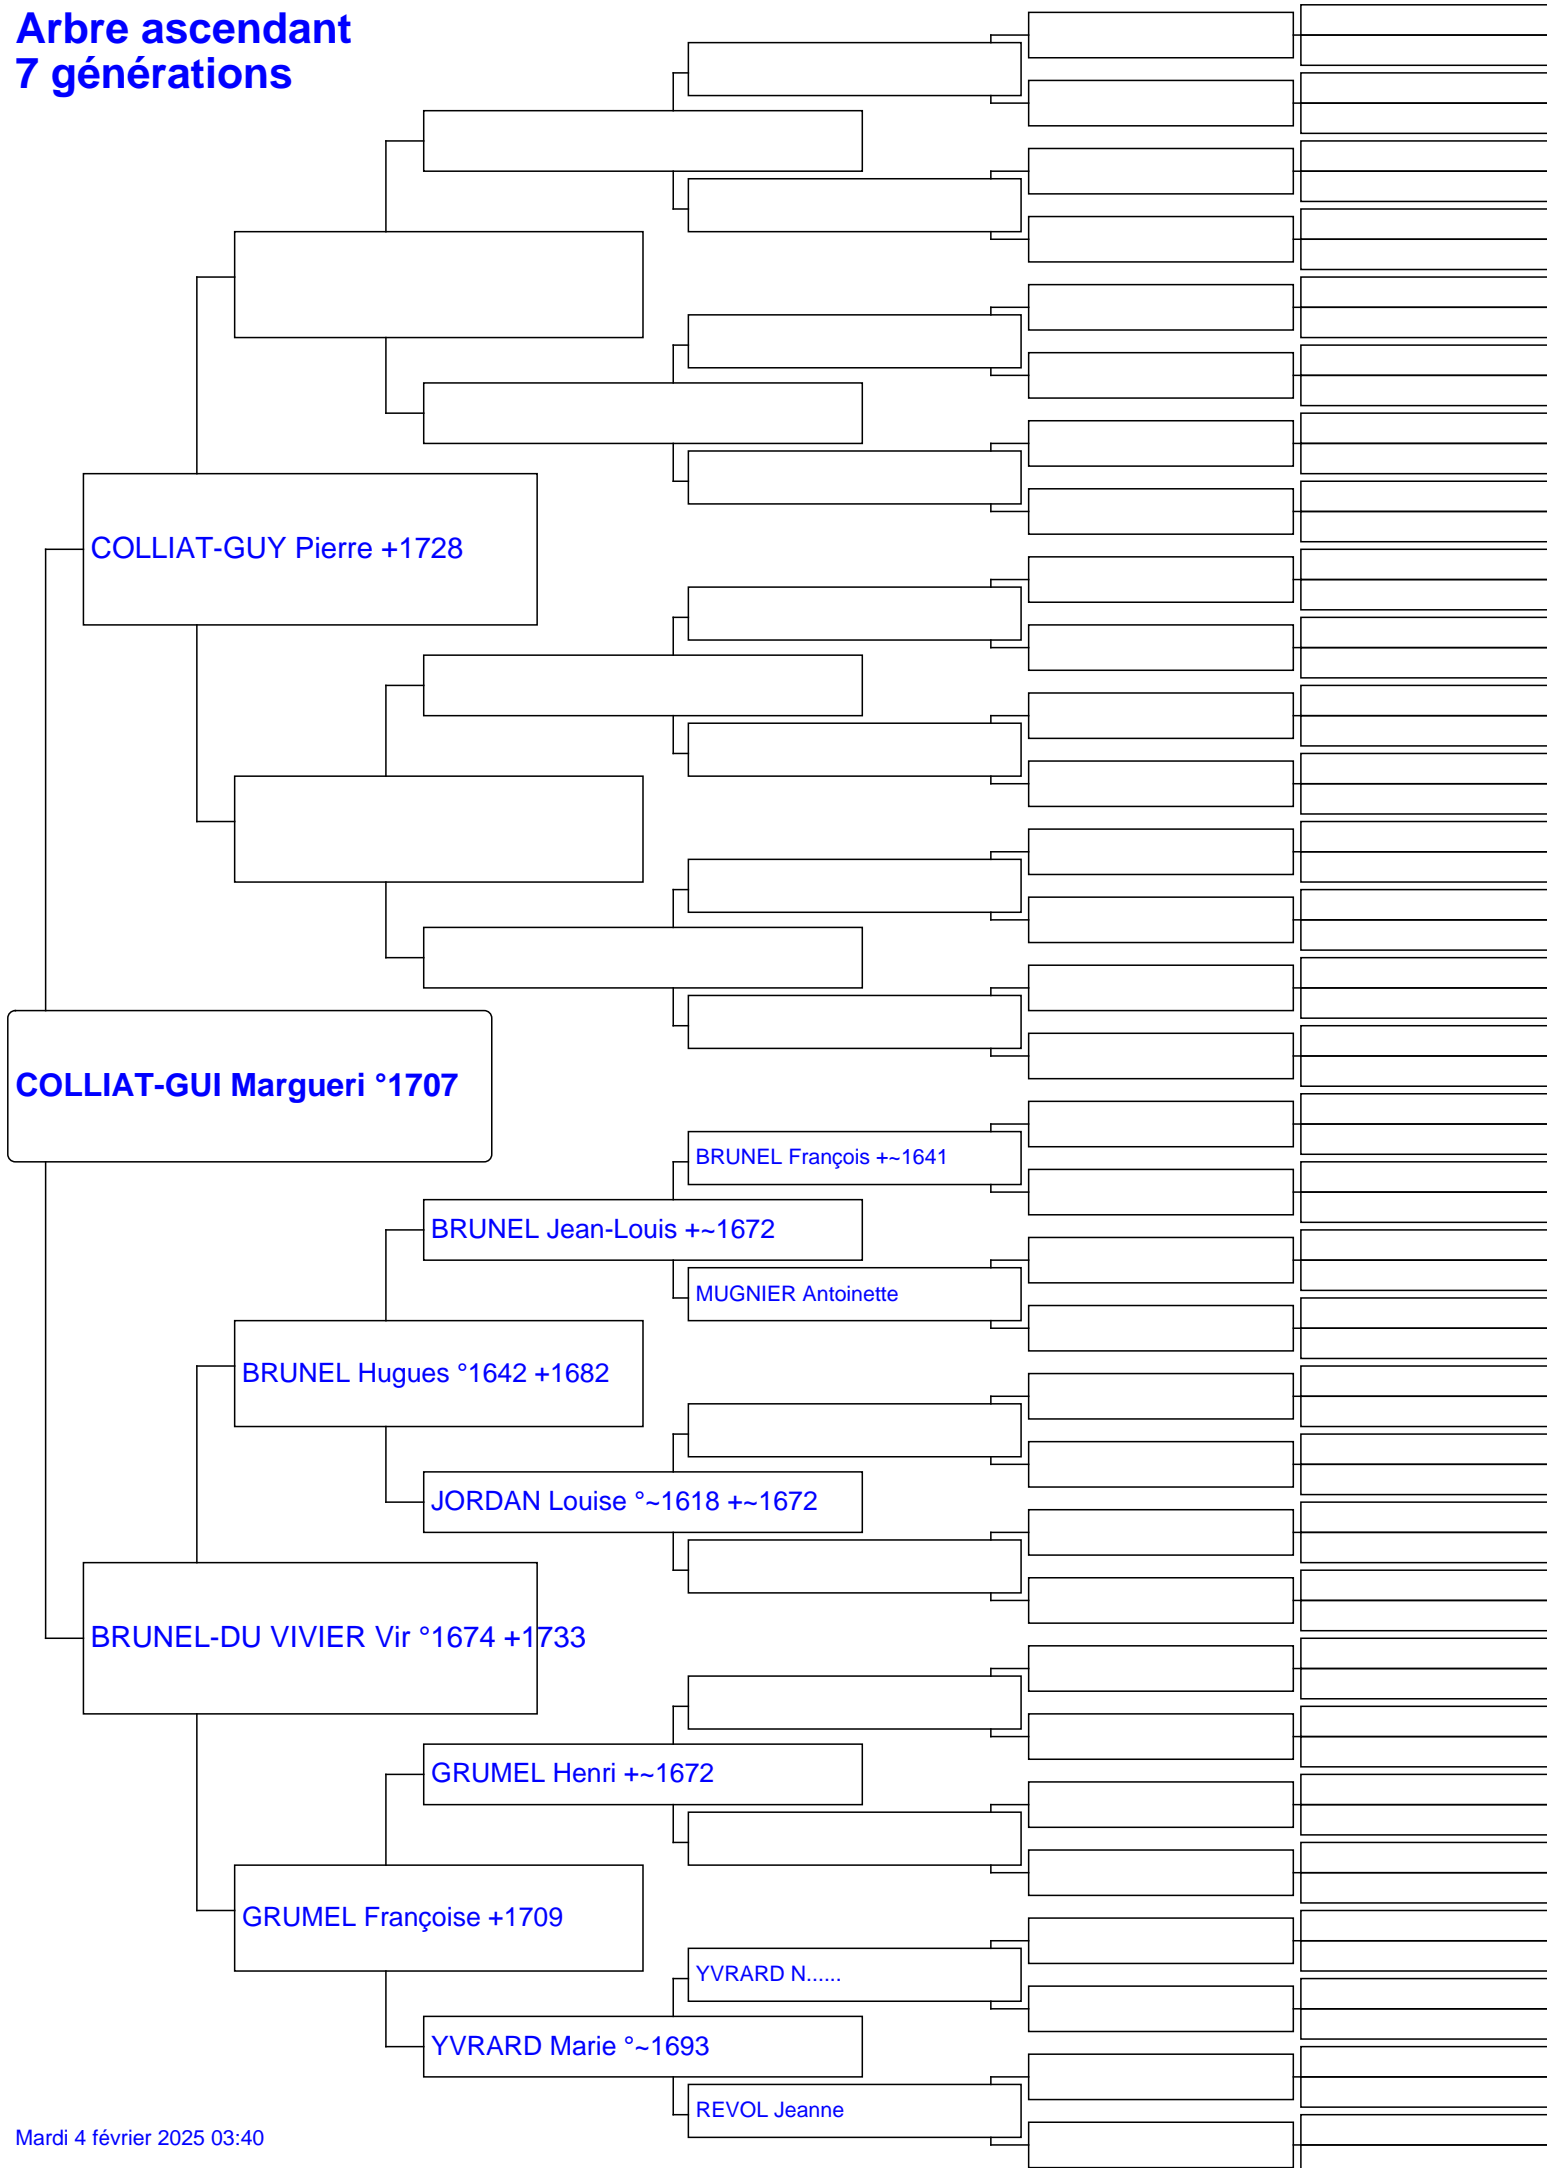 Arbre ascendant
7 générations
COLLIAT-GUY Pierre +1728
COLLIAT-GUI Margueri °1707
BRUNEL François +~1641
BRUNEL Jean-Louis +~1672
MUGNIER Antoinette
BRUNEL Hugues °1642 +1682
JORDAN Louise °~1618 +~1672
BRUNEL-DU VIVIER Vir °1674 +1733
GRUMEL Henri +~1672
GRUMEL Françoise +1709
YVRARD N......
YVRARD Marie °~1693
REVOL Jeanne
Mardi 4 février 2025 03:40